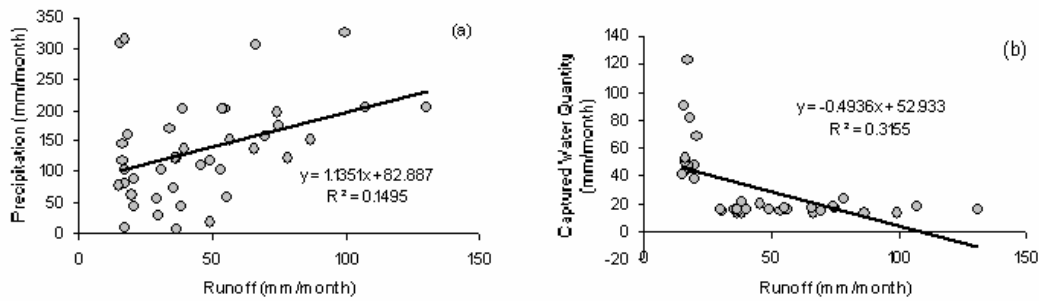 (a)
Precipitation (mm/month)
350
300
250
200
150
100
50
0
y = 1.1351x + 82.887
R² = 0.1495
0 50 100 150
Runoff (mm/month)
(b)
Captured Water Quantity
(mm/month)
140
120
100
80
60
40
20
0
-20
y = -0.4936x + 52.933
R² = 0.3155
0 50 100 150
Runoff (mm/month)